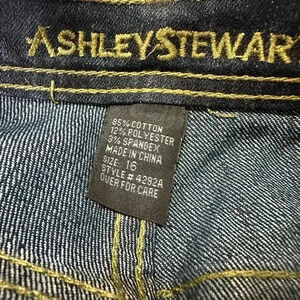 ASHLEY STEWART
85% COTTON
12% POLYESTER
3% SPANDEX
MADE IN CHINA
SIZE: 16
STYLE # 4292A
OVER FOR CARE